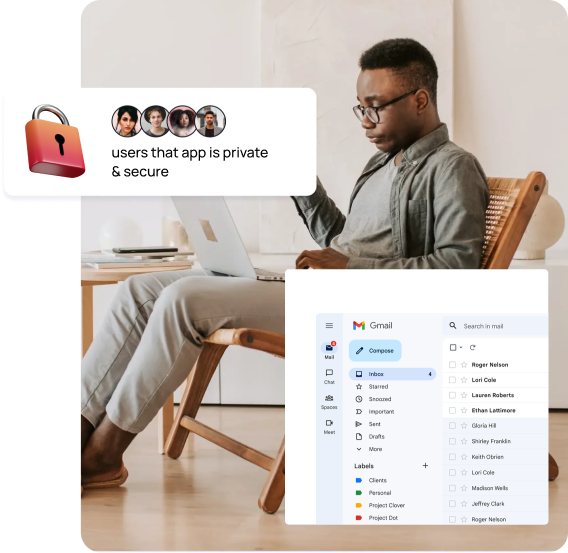 users that app is private
& secure
Gmail
Search in mail
Compose
4
Mail
Chat
Spaces
Meet
Inbox 4
Starred
Snoozed
Important
Sent
Drafts
More
Labels +
Clients
Personal
Project Clover
Project Dot
Roger Nelson
Lori Cole
Lauren Roberts
Ethan Lattimore
Gloria Hill
Shirley Franklin
Keith Obrien
Lori Cole
Madison Wells
Jeffrey Clark
Roger Nelson